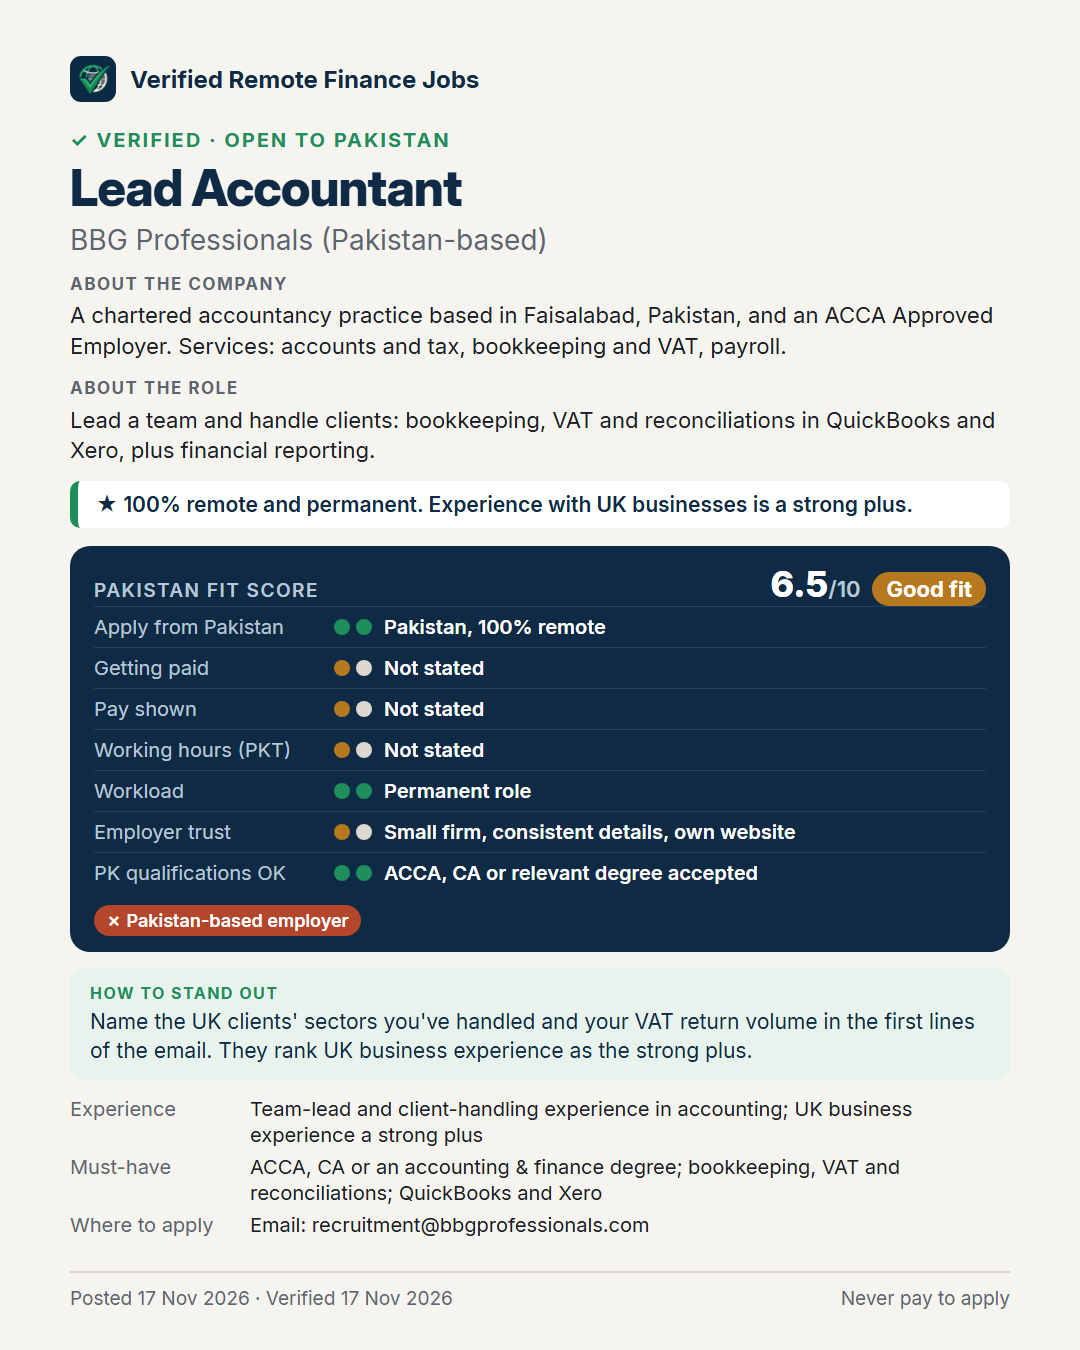 Verified Remote Finance Jobs
✓ VERIFIED · OPEN TO PAKISTAN
Lead Accountant
BBG Professionals (Pakistan-based)
ABOUT THE COMPANY
A chartered accountancy practice based in Faisalabad, Pakistan, and an ACCA Approved
Employer. Services: accounts and tax, bookkeeping and VAT, payroll.
ABOUT THE ROLE
Lead a team and handle clients: bookkeeping, VAT and reconciliations in QuickBooks and
Xero, plus financial reporting.
★ 100% remote and permanent. Experience with UK businesses is a strong plus.
PAKISTAN FIT SCORE 6.5/10 Good fit
Apply from Pakistan Pakistan, 100% remote
Getting paid Not stated
Pay shown Not stated
Working hours (PKT) Not stated
Workload Permanent role
Employer trust Small firm, consistent details, own website
PK qualifications OK ACCA, CA or relevant degree accepted
× Pakistan-based employer
HOW TO STAND OUT
Name the UK clients' sectors you've handled and your VAT return volume in the first lines
of the email. They rank UK business experience as the strong plus.
Experience Team-lead and client-handling experience in accounting; UK business
experience a strong plus
Must-have ACCA, CA or an accounting & finance degree; bookkeeping, VAT and
reconciliations; QuickBooks and Xero
Where to apply Email: recruitment@bbgprofessionals.com
Posted 17 Nov 2026 · Verified 17 Nov 2026 Never pay to apply